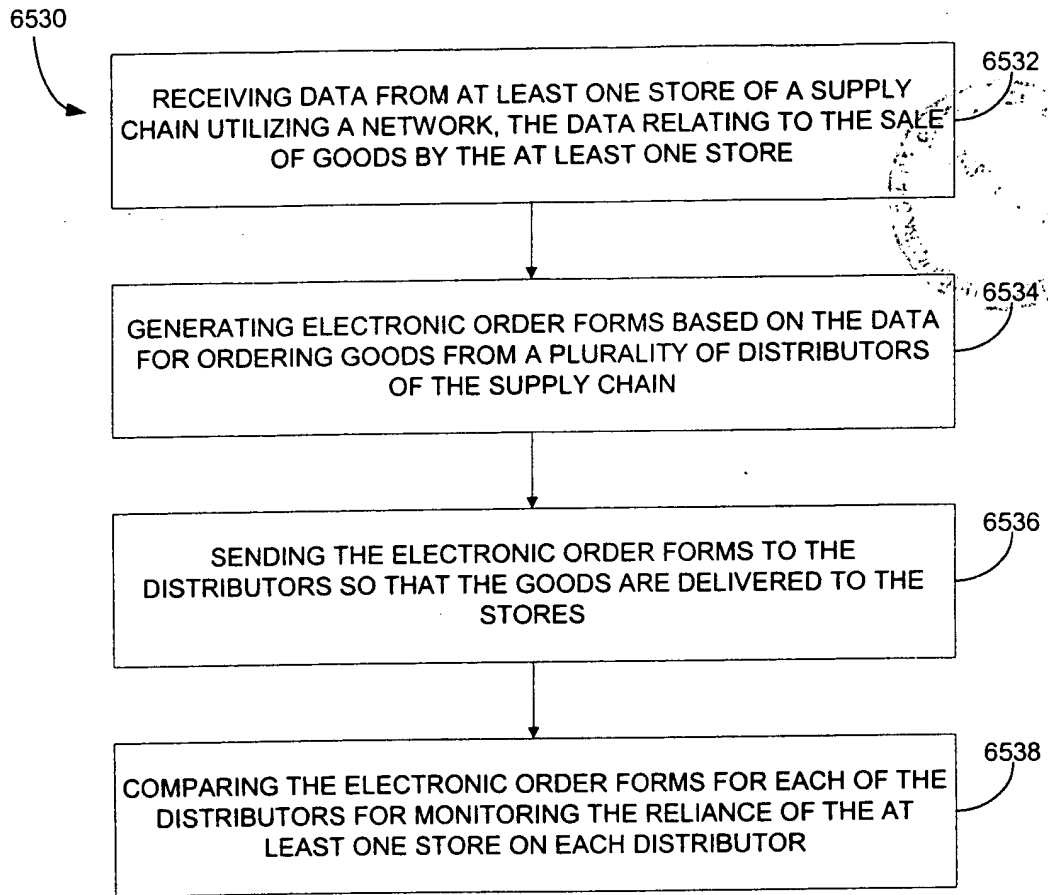 6530
6532
RECEIVING DATA FROM AT LEAST ONE STORE OF A SUPPLY
CHAIN UTILIZING A NETWORK, THE DATA RELATING TO THE SALE
OF GOODS BY THE AT LEAST ONE STORE
6534
GENERATING ELECTRONIC ORDER FORMS BASED ON THE DATA
FOR ORDERING GOODS FROM A PLURALITY OF DISTRIBUTORS
OF THE SUPPLY CHAIN
6536
SENDING THE ELECTRONIC ORDER FORMS TO THE
DISTRIBUTORS SO THAT THE GOODS ARE DELIVERED TO THE
STORES
6538
COMPARING THE ELECTRONIC ORDER FORMS FOR EACH OF THE
DISTRIBUTORS FOR MONITORING THE RELIANCE OF THE AT
LEAST ONE STORE ON EACH DISTRIBUTOR